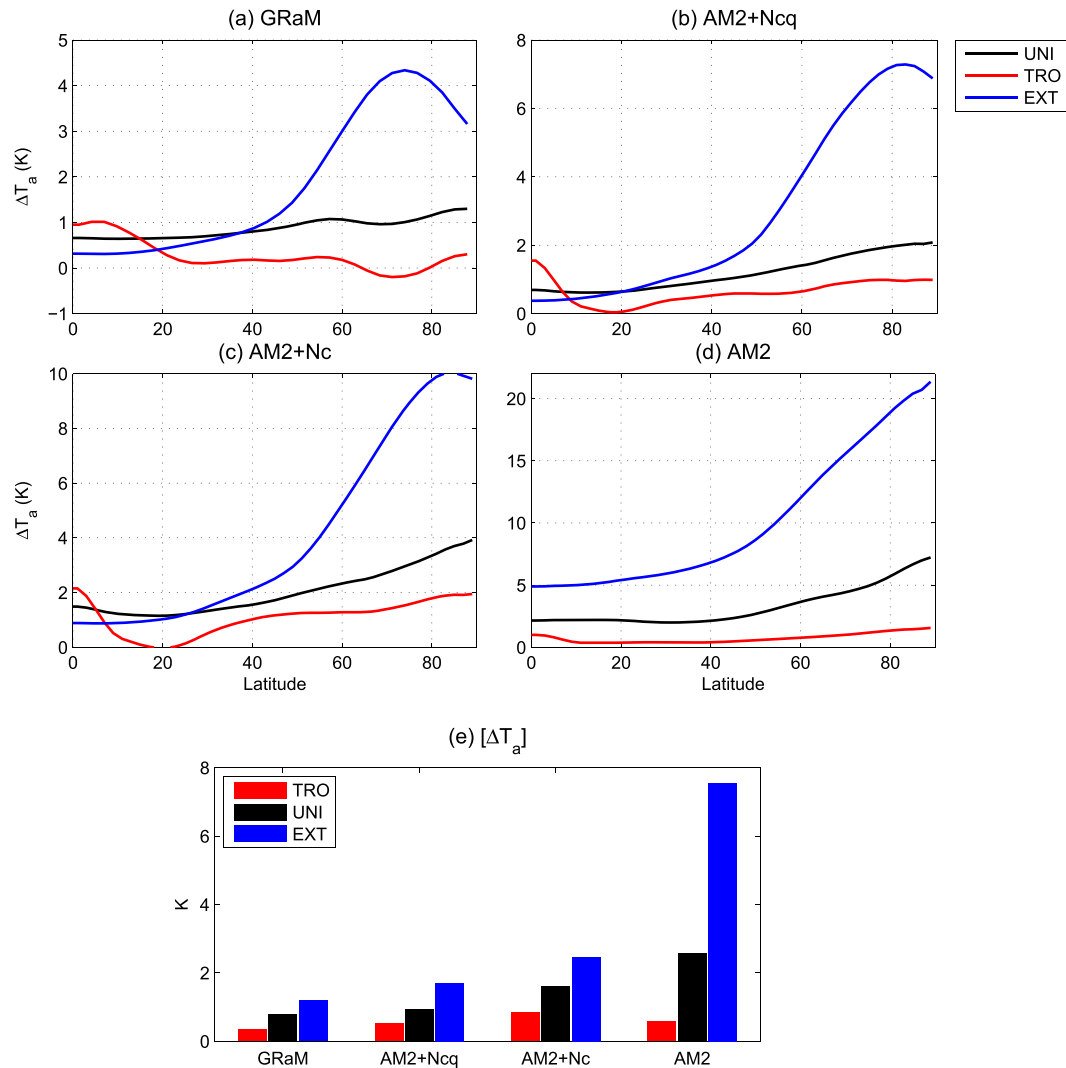 (a) GRaM
(b) AM2+Ncq
UNI
TRO
EXT
ΔT_a (K)
5
4
3
2
1
0
−1
0 20 40 60 80
8
6
4
2
0
0 20 40 60 80
(c) AM2+Nc
(d) AM2
ΔT_a (K)
10
8
6
4
2
0
0 20 40 60 80
Latitude
20
15
10
5
0
0 20 40 60 80
Latitude
(e) [ΔT_a]
K
8
6
4
2
0
TRO
UNI
EXT
GRaM AM2+Ncq AM2+Nc AM2